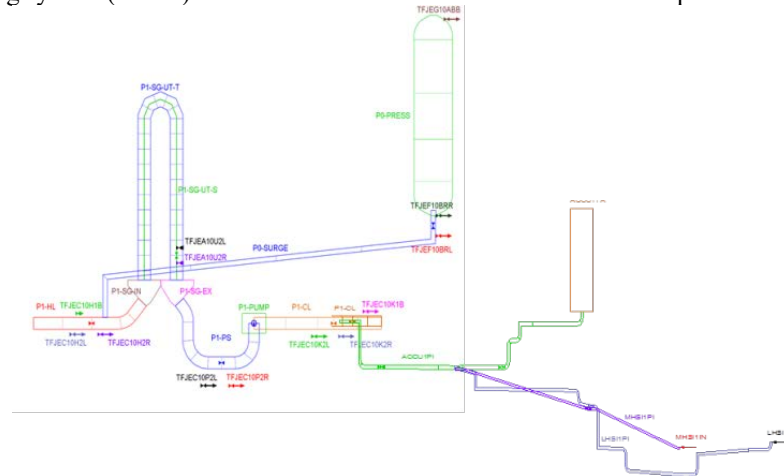 TFJEG10ABB
P1-SG-UT-T
P0-PRESS
P1-SG-UT-S
TFJEF10BRR
TFJEA10U2L
TFJEA10U2R
P0-SURGE
TFJEF10BRL
P1-SG-IN
P1-SG-EX
P1-HL
TFJEC10H1B
P1-PUMP
P1-CL
P1-CL
TFJEC10K1B
TFJEC10H2L
TFJEC10H2R
P1-PS
TFJEC10K2L
TFJEC10K2R
ACCU1PI
TFJEC10P2L
TFJEC10P2R
LHSI1PI
MHSI1PI
MHSI1IN
LHSI